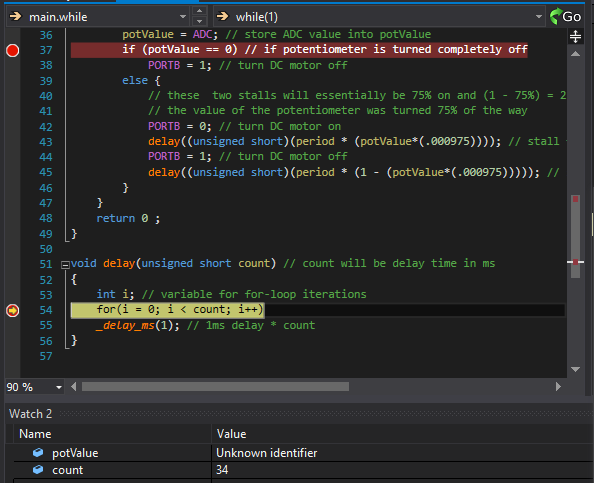 main.while while(1) Go
36 potValue = ADC; // store ADC value into potValue
37 if (potValue == 0) // if potentiometer is turned completely off
38 PORTB = 1; // turn DC motor off
39 else {
40 // these  two stalls will essentially be 75% on and (1 - 75%) = 2
41 // the value of the potentiometer was turned 75% of the way
42 PORTB = 0; // turn DC motor on
43 delay((unsigned short)(period * (potValue*(.000975)))); // stall
44 PORTB = 1; // turn DC motor off
45 delay((unsigned short)(period * (1 - (potValue*(.000975))))); //
46 }
47 }
48 return 0 ;
49 }
50
51 void delay(unsigned short count) // count will be delay time in ms
52 {
53 int i; // variable for for-loop iterations
54 for(i = 0; i < count; i++)
55 _delay_ms(1); // 1ms delay * count
56 }
57
90 %
Watch 2
Name Value
potValue Unknown identifier
count 34